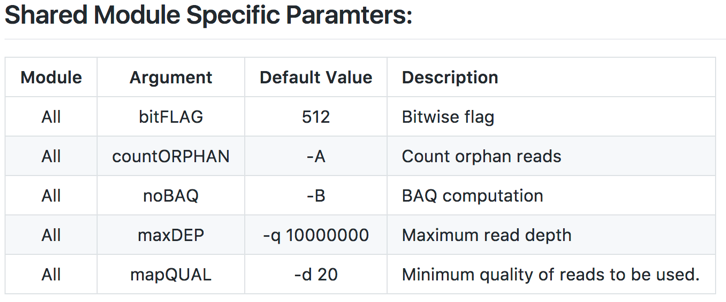 Shared Module Specific Paramters:
Module Argument Default Value Description
All bitFLAG 512 Bitwise flag
All countORPHAN -A Count orphan reads
All noBAQ -B BAQ computation
All maxDEP -q 10000000 Maximum read depth
All mapQUAL -d 20 Minimum quality of reads to be used.